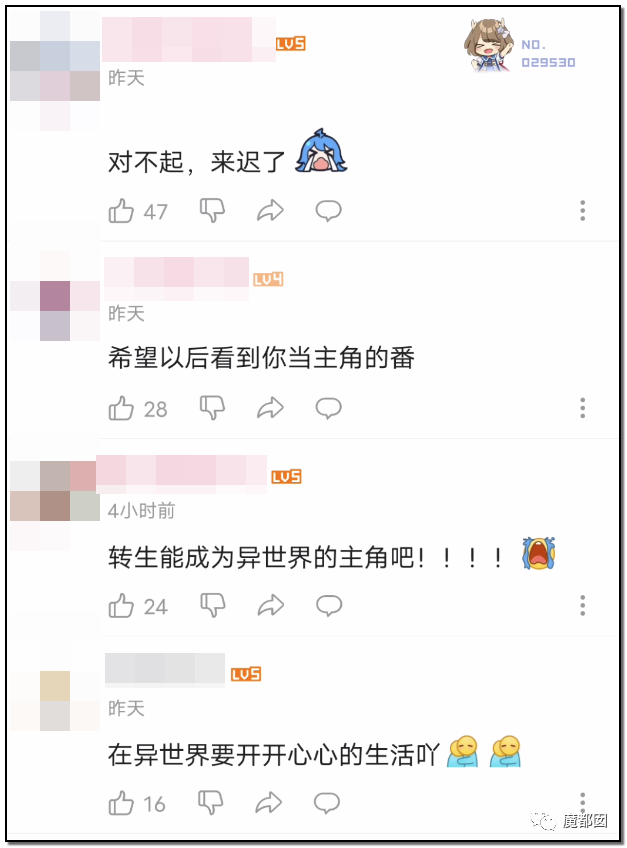 LV5
NO.
029530
昨天
对不起，来迟了
47
LV4
昨天
希望以后看到你当主角的番
28
LV5
4小时前
转生能成为异世界的主角吧！！！！
24
LV5
昨天
在异世界要开开心心的生活吖
16
魔都囡